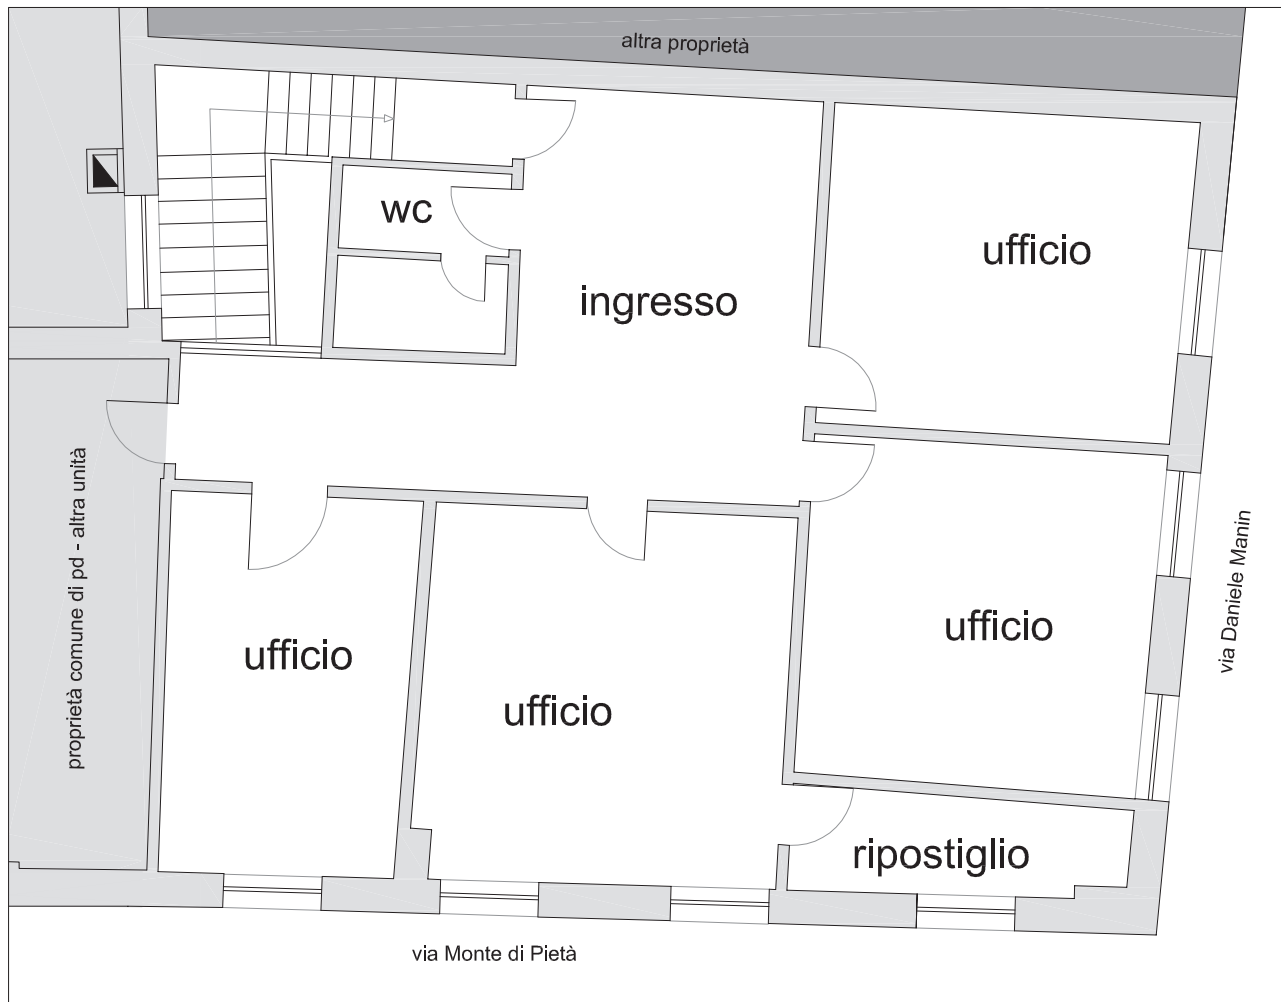 altra proprietà
wc
ufficio
ingresso
proprietà comune di pd - altra unità
via Daniele Manin
ufficio
ufficio
ufficio
ripostiglio
via Monte di Pietà